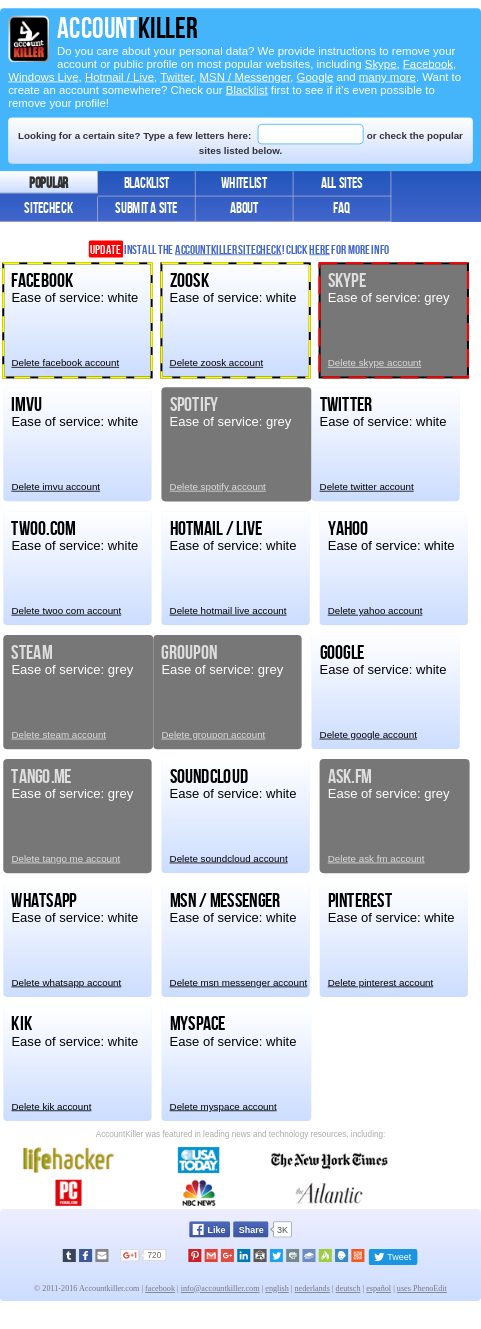 ACCOUNTKILLER
account KILLER
Do you care about your personal data? We provide instructions to remove your
account or public profile on most popular websites, including Skype, Facebook,
Windows Live, Hotmail / Live, Twitter, MSN / Messenger, Google and many more. Want to
create an account somewhere? Check our Blacklist first to see if it's even possible to
remove your profile!
Looking for a certain site? Type a few letters here: or check the popular
sites listed below.
POPULAR BLACKLIST WHITELIST ALL SITES
SITECHECK SUBMIT A SITE ABOUT FAQ
UPDATE INSTALL THE ACCOUNTKILLER SITECHECK! CLICK HERE FOR MORE INFO
FACEBOOK ZOOSK SKYPE
Ease of service: white Ease of service: white Ease of service: grey
Delete facebook account Delete zoosk account Delete skype account
IMVU SPOTIFY TWITTER
Ease of service: white Ease of service: grey Ease of service: white
Delete imvu account Delete spotify account Delete twitter account
TWOO.COM HOTMAIL / LIVE YAHOO
Ease of service: white Ease of service: white Ease of service: white
Delete twoo com account Delete hotmail live account Delete yahoo account
STEAM GROUPON GOOGLE
Ease of service: grey Ease of service: grey Ease of service: white
Delete steam account Delete groupon account Delete google account
TANGO.ME SOUNDCLOUD ASK.FM
Ease of service: grey Ease of service: white Ease of service: grey
Delete tango me account Delete soundcloud account Delete ask fm account
WHATSAPP MSN / MESSENGER PINTEREST
Ease of service: white Ease of service: white Ease of service: white
Delete whatsapp account Delete msn messenger account Delete pinterest account
KIK MYSPACE
Ease of service: white Ease of service: white
Delete kik account Delete myspace account
AccountKiller was featured in leading news and technology resources, including:
lifehacker USA TODAY The New York Times
PC NBC NEWS the Atlantic
Like Share 3K
G+1 720 Tweet
© 2011-2016 Accountkiller.com | facebook | info@accountkiller.com | english | nederlands | deutsch | español | uses PhenoEdit